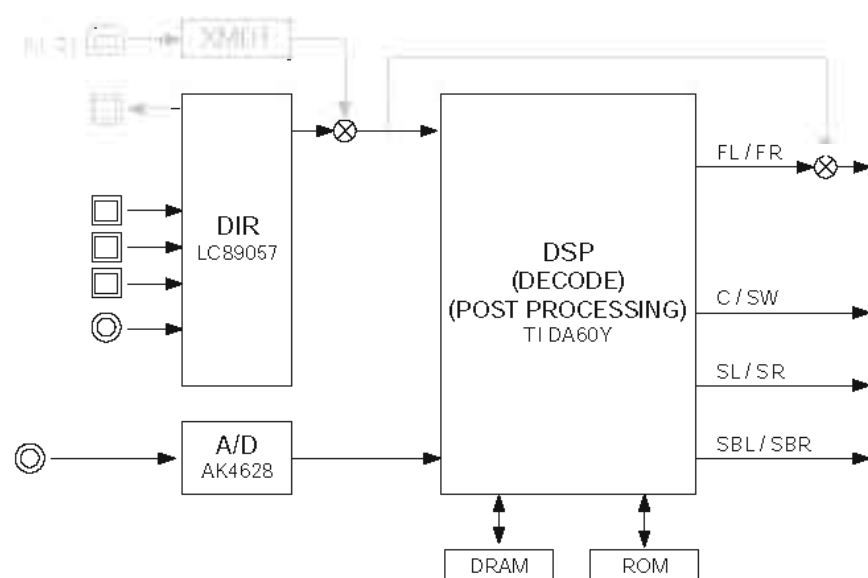 FL / FR
DIR
LC89057
DSP
(DECODE)
(POST PROCESSING)
TI DA60Y
C / SW
SL / SR
A/D
AK4628
SBL / SBR
DRAM
ROM